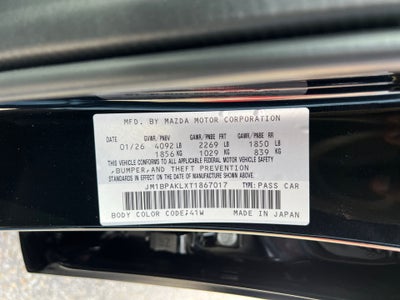 MFD. BY MAZDA MOTOR CORPORATION
GVWR/PNBV GAWR/PNBE FRT GAWR/PNBE RR
01/26 4092 LB 2269 LB 1850 LB
1856 KG 1029 KG 839 KG
THIS VEHICLE CONFORMS TO ALL APPLICABLE FEDERAL MOTOR VEHICLE SAFETY,
BUMPER, AND THEFT PREVENTION
STANDARDS IN EFFECT ON THE DATE OF MANUFACTURE SHOWN ABOVE.
JM1BPAKLXT1867017 TYPE:PASS CAR
BODY COLOR CODE/41W MADE IN JAPAN